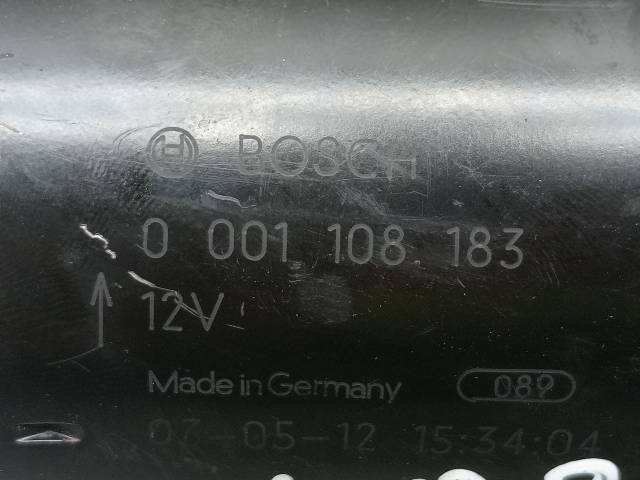 BOSCH
0 001 108 183
12V
Made in Germany 089
07-05-12 15:34:04